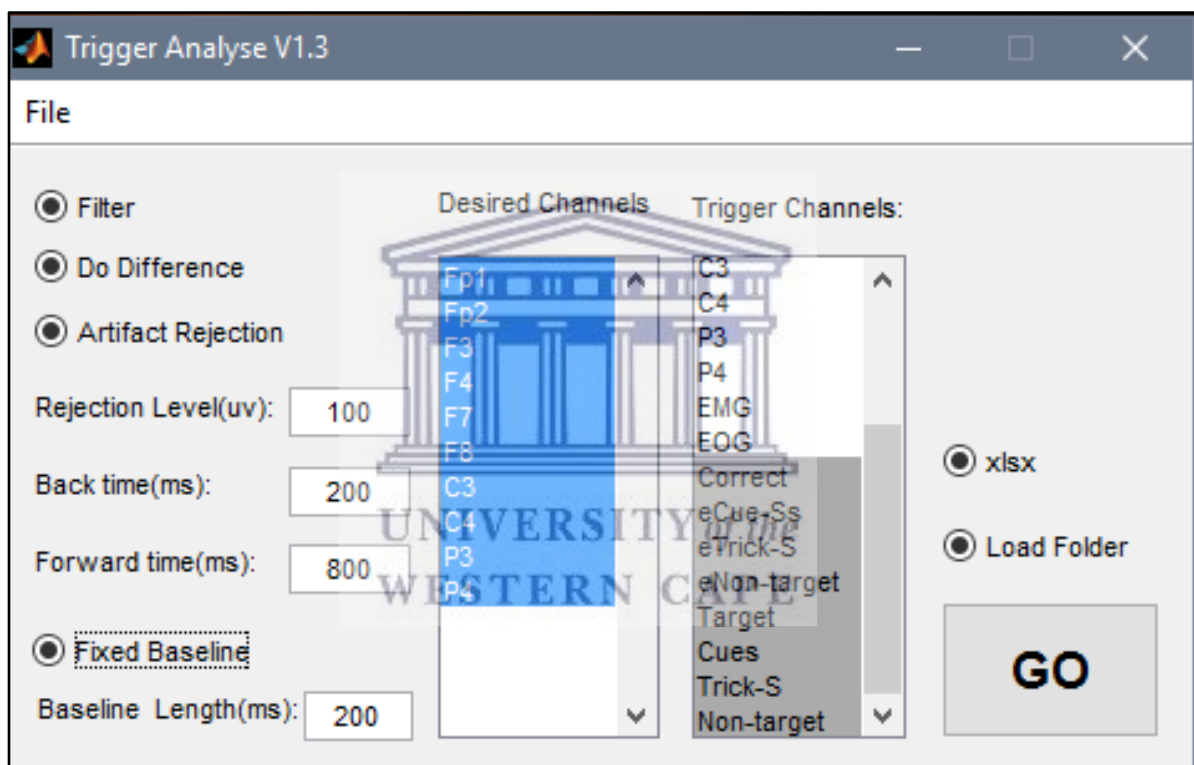 Trigger Analyse V1.3
File
Filter
Do Difference
Artifact Rejection
Rejection Level(uv): 100
Back time(ms): 200
Forward time(ms): 800
Fixed Baseline
Baseline Length(ms): 200
Desired Channels
Fp1
Fp2
F3
F4
F7
F8
C3
C4
P3
P4
Trigger Channels:
C3
C4
P3
P4
EMG
EOG
Correct
eCue-Ss
eTrick-S
eNon-target
Target
Cues
Trick-S
Non-target
xlsx
Load Folder
GO
UNIVERSITY of the
WESTERN CAPE